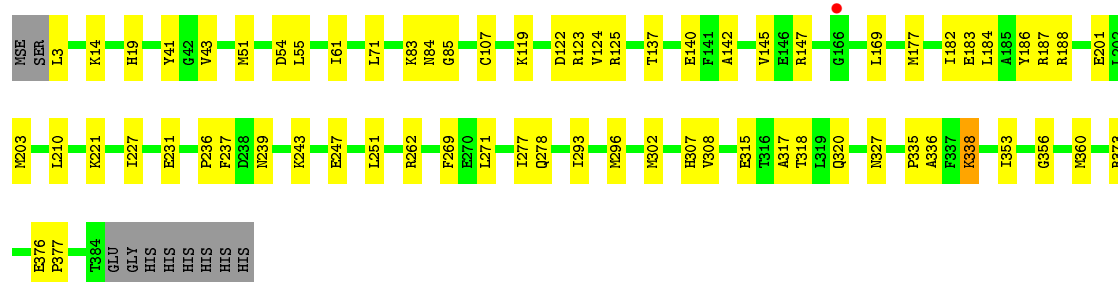 MSE SER L3 K14 H19 Y41 G42 V43 M51 D54 L55 I61 L71 K83 N84 G85 C107 K119 D122 R123 V124 R125 T137 E140 F141 A142 V145 E146 R147 G166 L169 M177 I182 E183 L184 A185 Y186 R187 R188 E201
M203 L210 K221 I227 E231 P236 F237 D238 N239 K243 E247 L251 R262 F269 E270 L271 I277 Q278 I293 M296 M302 H307 V308 E315 T316 A317 T318 L319 Q320 N327 P335 A336 F337 K338 I353 G356 M360
E376 P377 T384 GLU GLY HIS HIS HIS HIS HIS HIS